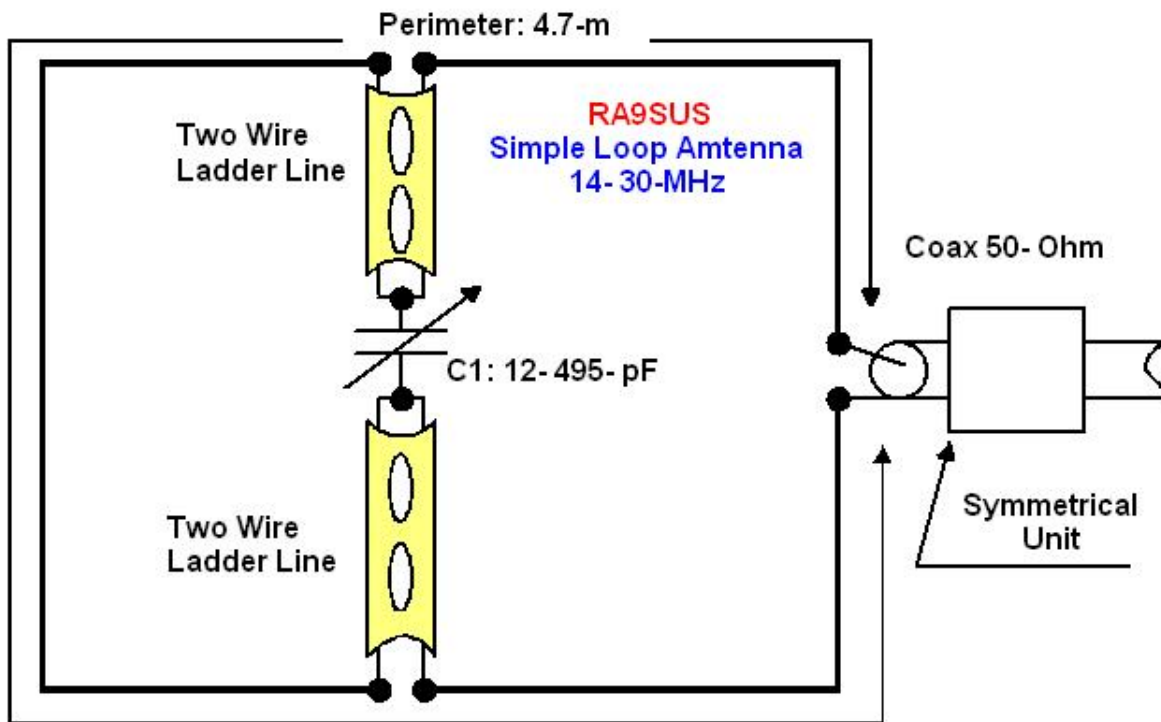 Perimeter: 4.7-m
RA9SUS
Simple Loop Amtenna
14- 30-MHz
Two Wire
Ladder Line
Coax 50- Ohm
C1: 12- 495- pF
Two Wire
Ladder Line
Symmetrical
Unit